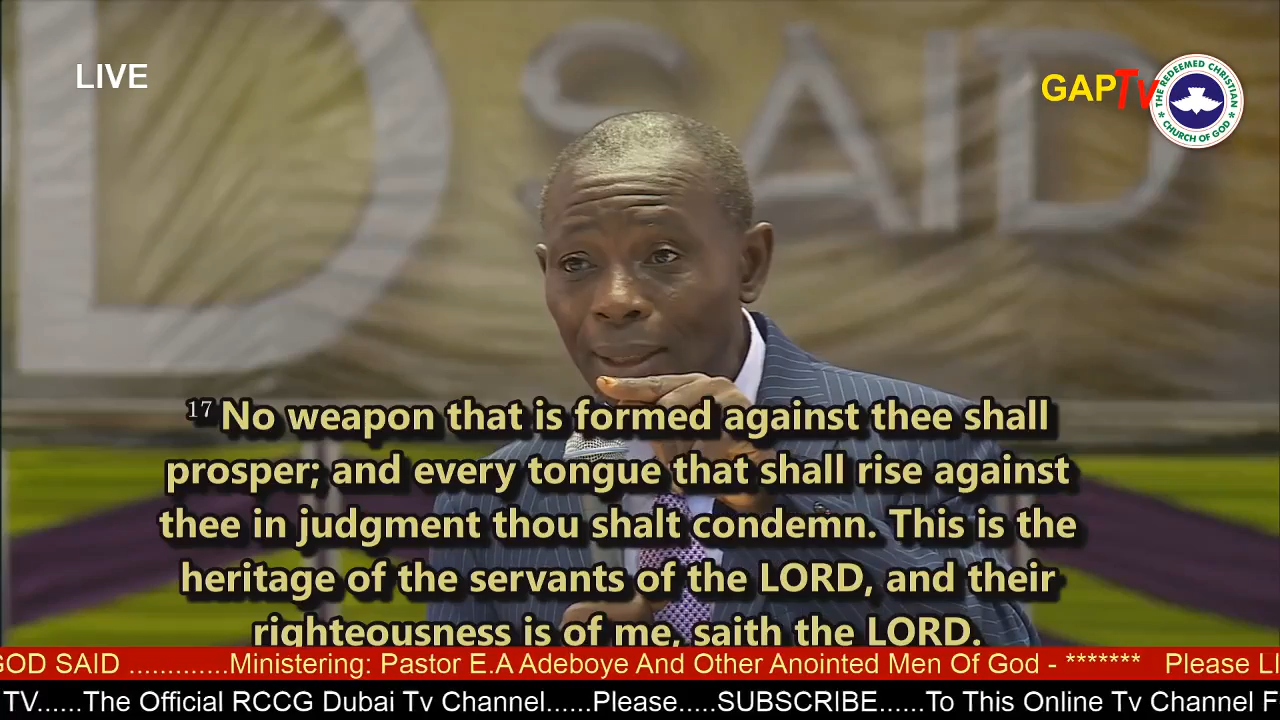 D SAID
LIVE
GAPTv
THE REDEEMED CHRISTIAN
CHURCH OF GOD
17 No weapon that is formed against thee shall
prosper; and every tongue that shall rise against
thee in judgment thou shalt condemn. This is the
heritage of the servants of the LORD, and their
righteousness is of me, saith the LORD.
GOD SAID .............Ministering: Pastor E.A Adeboye And Other Anointed Men Of God - ******* Please LI
TV......The Official RCCG Dubai Tv Channel......Please.....SUBSCRIBE......To This Online Tv Channel F